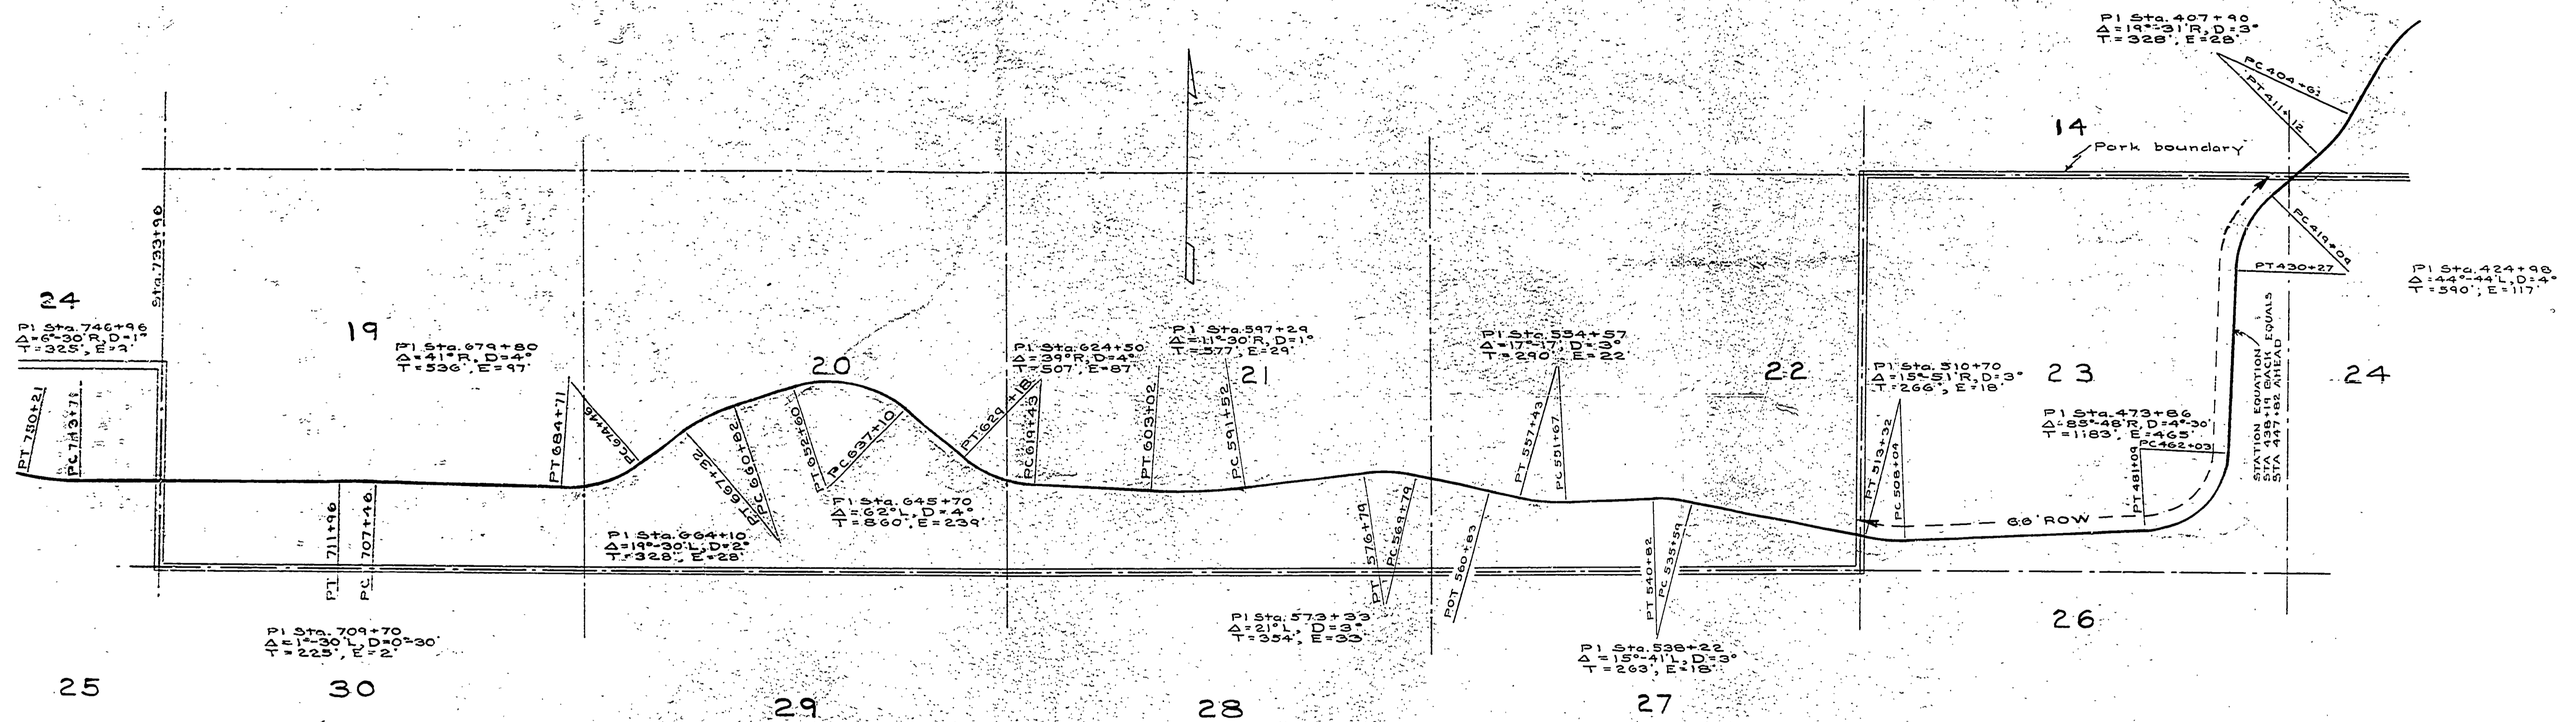 PI Sta. 407+90
Δ=19°-31'R, D=3°
T=328', E=28'
PC 404+61
PT 411+12
14
Park boundary
PC 419+04
PT 430+27
PI Sta. 424+98
Δ=44°-44'L, D=4°
T=590', E=117'
Sta. 733+96
24
PI Sta. 746+96
Δ=6°-30'R, D=1°
T=325', E=
PT 750+21
PC 743+71
19
PI Sta. 679+80
Δ=41°R, D=4°
T=536', E=97'
PT 684+71
PC 674+46
20
PT 667+32
PC 660+82
PT 652+60
PC 637+10
PI Sta. 664+10
Δ=19°-30'L, D=2°
T=328', E=28'
PI Sta. 645+70
Δ=62°L, D=4°
T=860', E=239'
PT 629+18
PI Sta. 624+50
Δ=39°R, D=4°
T=507', E=87'
PC 619+43
PI Sta. 597+29
Δ=11°-30'R, D=1°
T=577', E=29'
21
PT 603+02
PC 591+52
PI Sta. 554+57
Δ=17°-17', D=3°
T=290', E=22'
PT 557+43
PC 551+67
22
PI Sta. 510+70
Δ=15°-51'R, D=3°
T=266', E=18'
PT 513+32
PC 508+04
23
PI Sta. 473+86
Δ=85°-48'R, D=4°-30'
T=1183', E=465'
PC 462+03
PT 481+09
STATION EQUATION
STA 438+19 BACK EQUALS
STA 447+82 AHEAD
24
66' ROW
PT 711+96
PC 707+46
PI Sta. 709+70
Δ=1°-30'L, D=0°-30'
T=225', E=2'
PT 576+79
PC 569+79
POT 560+83
PT 540+82
PC 535+59
PI Sta. 573+33
Δ=21°L, D=3°
T=354', E=33'
PI Sta. 538+22
Δ=15°-41'L, D=3°
T=263', E=18'
26
25
30
29
28
27